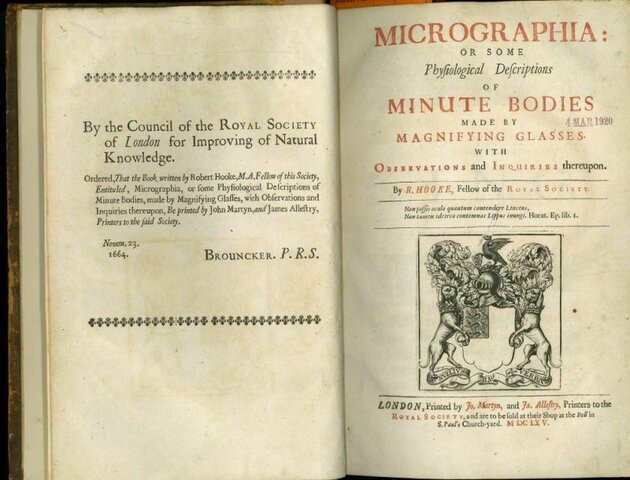 By the Council of the ROYAL SOCIETY
of London for Improving of Natural
Knowledge.
Ordered, That the Book written by Robert Hooke, M.A. Fellow of this Society,
Entituled, Micrographia, or some Phyſiological Deſcriptions of
Minute Bodies, made by Magnifying Glaſſes, with Obſervations and
Inquiries thereupon, Be printed by John Martyn, and James Alleſtry,
Printers to the ſaid Society.
Novem. 23.
1664.
BROUNCKER. P. R. S.
MICROGRAPHIA:
OR SOME
Phyſiological Deſcriptions
OF
MINUTE BODIES
MADE BY
4 MAR 1920
MAGNIFYING GLASSES.
WITH
OBSERVATIONS and INQUIRIES thereupon.
By R. HOOKE, Fellow of the ROYAL SOCIETY.
Non poſſis oculo quantum contendere Linceus,
Non tamen idcirco contemnas Lippus inungi. Horat. Ep. lib. 1.
NULLIUS IN VERBA
LONDON, Printed by Jo. Martyn, and Ja. Alleſtry, Printers to the
ROYAL SOCIETY, and are to be ſold at their Shop at the Bell in
S. Paul's Church-yard. M DC LX V.